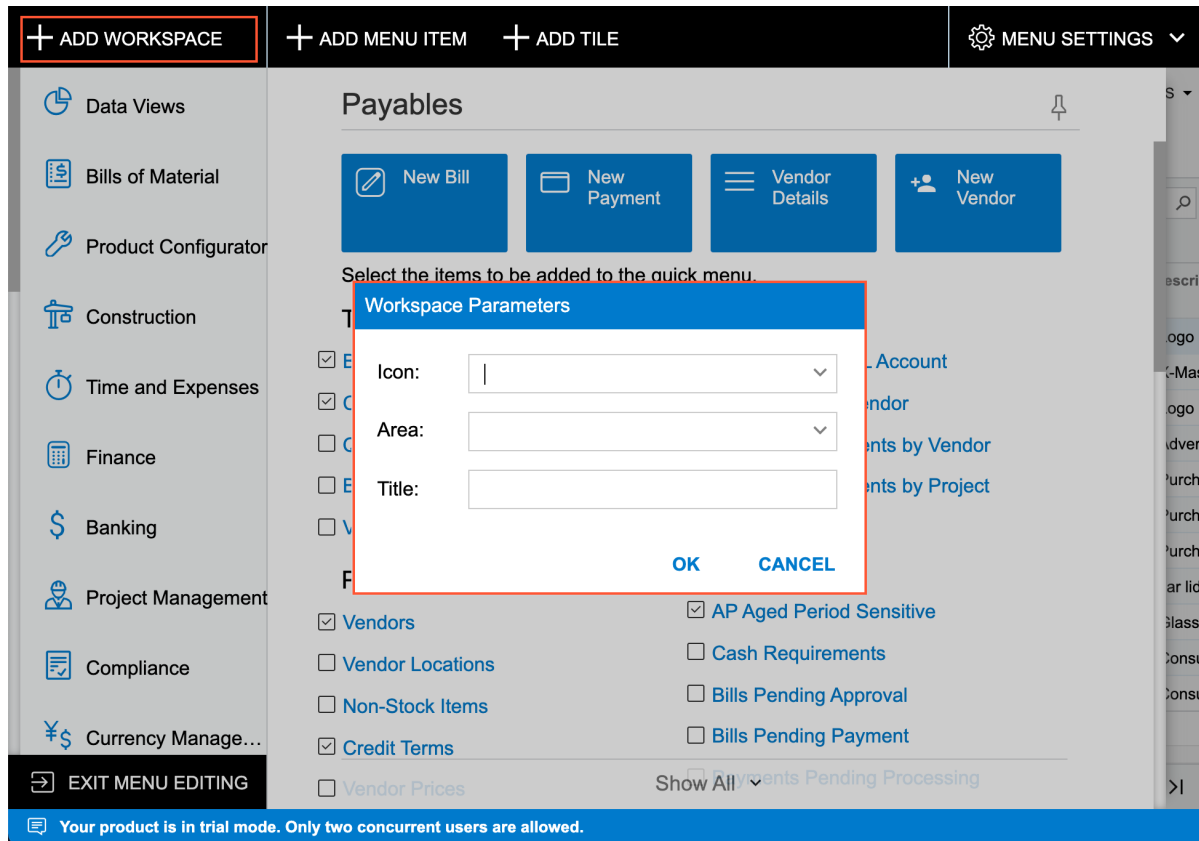 ADD WORKSPACE
ADD MENU ITEM
ADD TILE
MENU SETTINGS
Data Views
Bills of Material
Product Configurator
Construction
Time and Expenses
Finance
Banking
Project Management
Compliance
Currency Manage...
EXIT MENU EDITING
Payables
New Bill
New
Payment
Vendor
Details
New
Vendor
Select the items to be added to the quick menu.
Workspace Parameters
Icon:
Area:
Title:
OK
CANCEL
Account
ents by Vendor
ents by Project
Vendors
Vendor Locations
Non-Stock Items
Credit Terms
Vendor Prices
AP Aged Period Sensitive
Cash Requirements
Bills Pending Approval
Bills Pending Payment
Payments Pending Processing
Show All
Your product is in trial mode. Only two concurrent users are allowed.